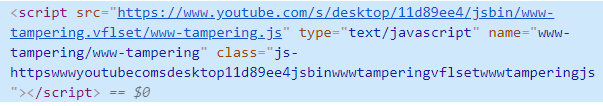 <script src="https://www.youtube.com/s/desktop/11d89ee4/jsbin/www-
tampering.vflset/www-tampering.js" type="text/javascript" name="www-
tampering/www-tampering" class="js-
httpswwwyoutubecomsdesktop11d89ee4jsbinwwwtamperingvflsetwwwtamperingjs
"></script> == $0